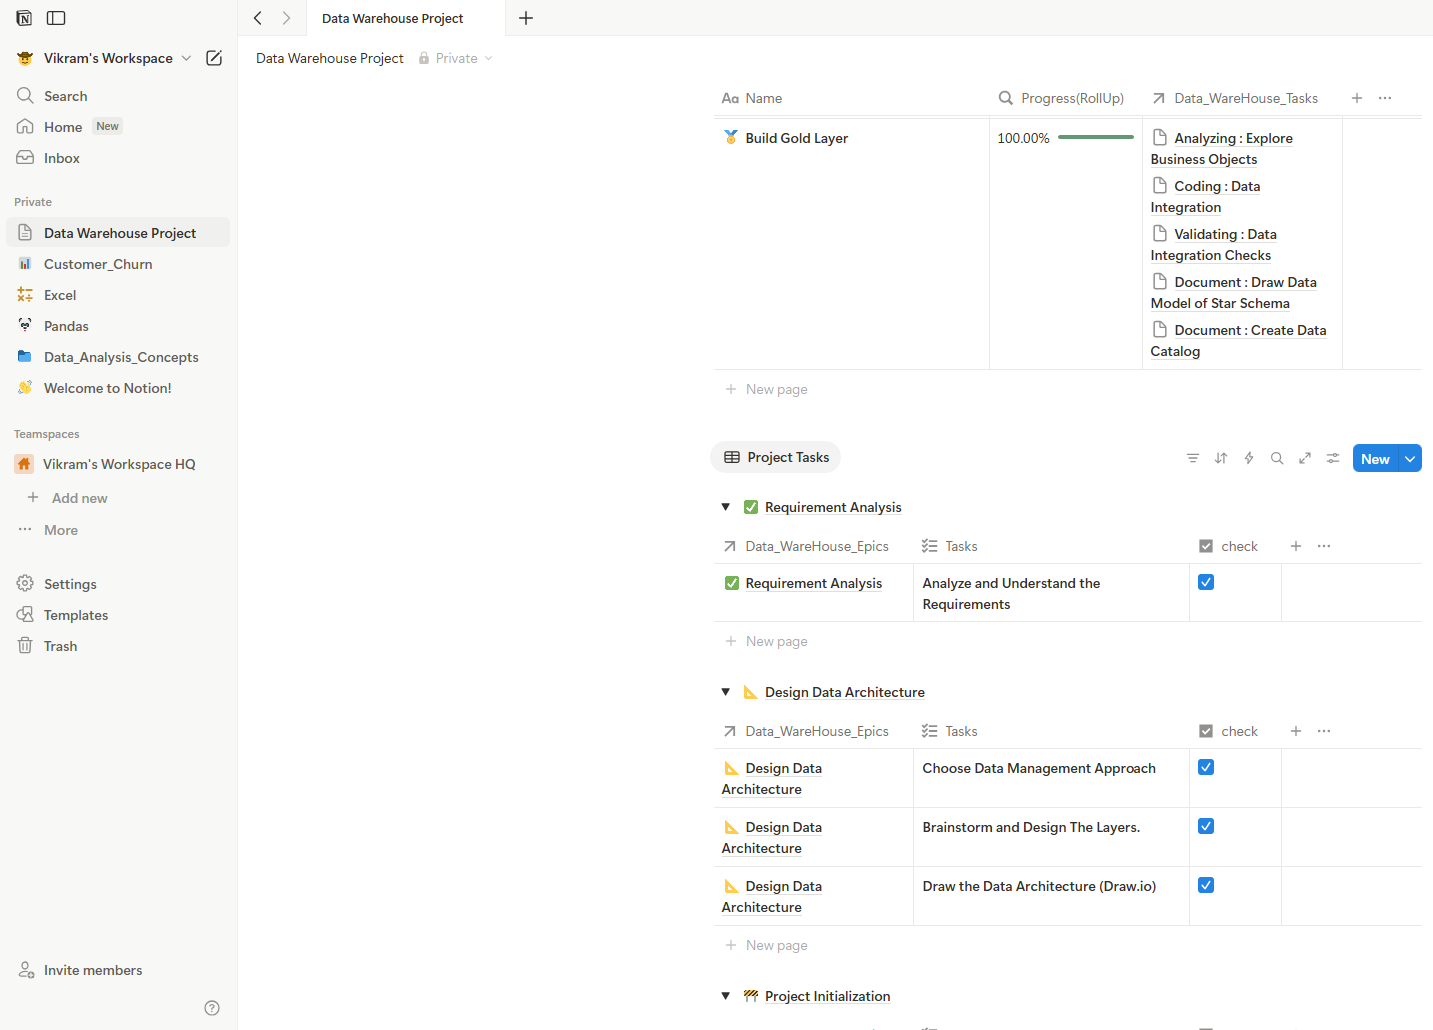 Data Warehouse Project
Vikram's Workspace
Search
Home New
Inbox
Private
Data Warehouse Project
Customer_Churn
Excel
Pandas
Data_Analysis_Concepts
Welcome to Notion!
Teamspaces
Vikram's Workspace HQ
Add new
More
Settings
Templates
Trash
Invite members
Data Warehouse Project Private
Aa Name Progress(RollUp) Data_WareHouse_Tasks
Build Gold Layer 100.00% Analyzing : Explore
Business Objects
Coding : Data
Integration
Validating : Data
Integration Checks
Document : Draw Data
Model of Star Schema
Document : Create Data
Catalog
New page
Project Tasks New
Requirement Analysis
Data_WareHouse_Epics Tasks check
Requirement Analysis Analyze and Understand the
Requirements
New page
Design Data Architecture
Data_WareHouse_Epics Tasks check
Design Data Choose Data Management Approach
Architecture
Design Data Brainstorm and Design The Layers.
Architecture
Design Data Draw the Data Architecture (Draw.io)
Architecture
New page
Project Initialization